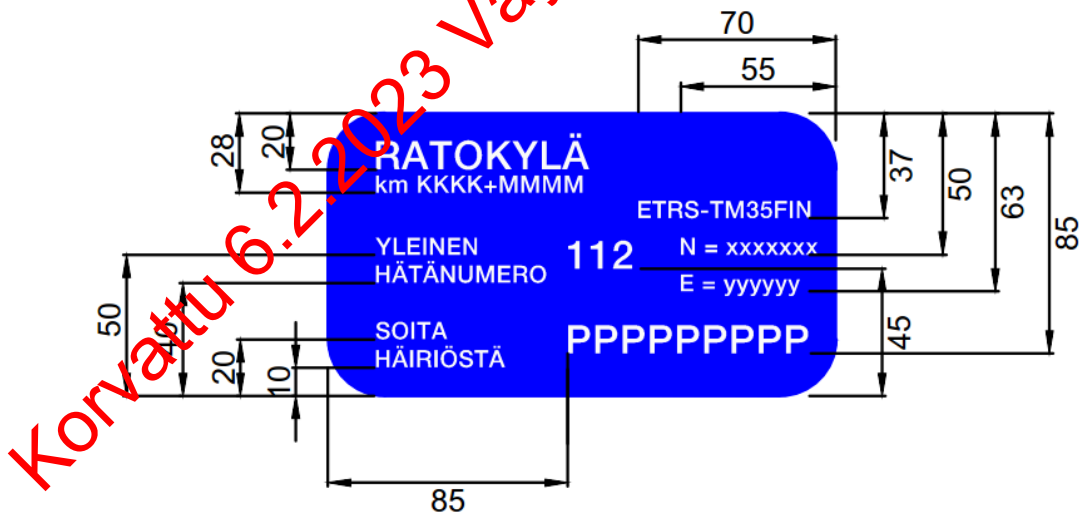 70
55
28
20
RATOKYLÄ
km KKKK+MMMM
37
50
63
85
ETRS-TM35FIN
YLEINEN
HÄTÄNUMERO
112
N = xxxxxxx
E = yyyyyy
50
40
20
10
SOITA
HÄIRIÖSTÄ
PPPPPPPPP
45
85
Korvattu 6.2.2023